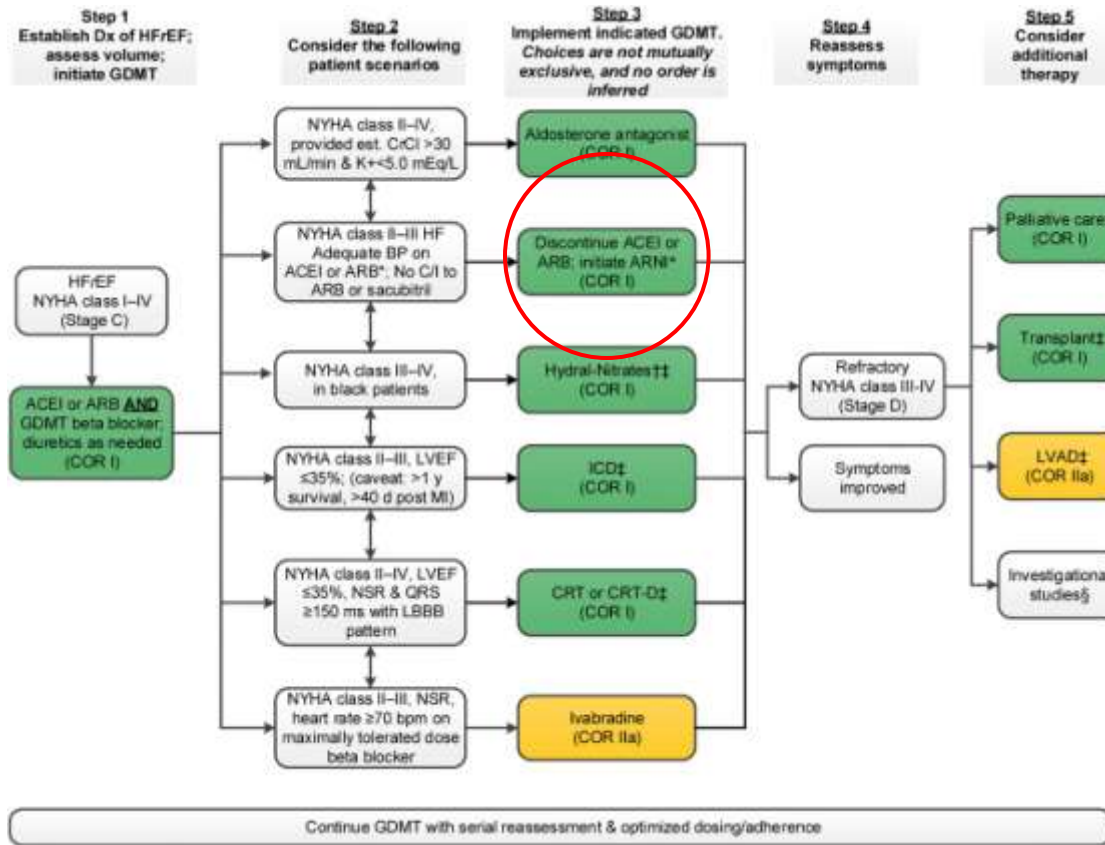 Step 1
Establish Dx of HFrEF;
assess volume;
initiate GDMT
Step 2
Consider the following
patient scenarios
Step 3
Implement indicated GDMT.
Choices are not mutually
exclusive, and no order is
inferred
Step 4
Reassess
symptoms
Step 5
Consider
additional
therapy
HFrEF
NYHA class I–IV
(Stage C)
ACEI or ARB AND
GDMT beta blocker;
diuretics as needed
(COR I)
NYHA class II–IV,
provided est. CrCl >30
mL/min & K+<5.0 mEq/L
NYHA class II–III HF
Adequate BP on
ACEI or ARB*; No C/I to
ARB or sacubitril
NYHA class III–IV,
in black patients
NYHA class II–III, LVEF
≤35%; (caveat: >1 y
survival, >40 d post MI)
NYHA class II–IV, LVEF
≤35%, NSR & QRS
≥150 ms with LBBB
pattern
NYHA class II–III, NSR,
heart rate ≥70 bpm on
maximally tolerated dose
beta blocker
Aldosterone antagonist
(COR I)
Discontinue ACEI or
ARB; initiate ARNI*
(COR I)
Hydral-Nitrates†‡
(COR I)
ICD‡
(COR I)
CRT or CRT-D‡
(COR I)
Ivabradine
(COR IIa)
Refractory
NYHA class III-IV
(Stage D)
Symptoms
improved
Palliative care‡
(COR I)
Transplant‡
(COR I)
LVAD‡
(COR IIa)
Investigational
studies§
Continue GDMT with serial reassessment & optimized dosing/adherence